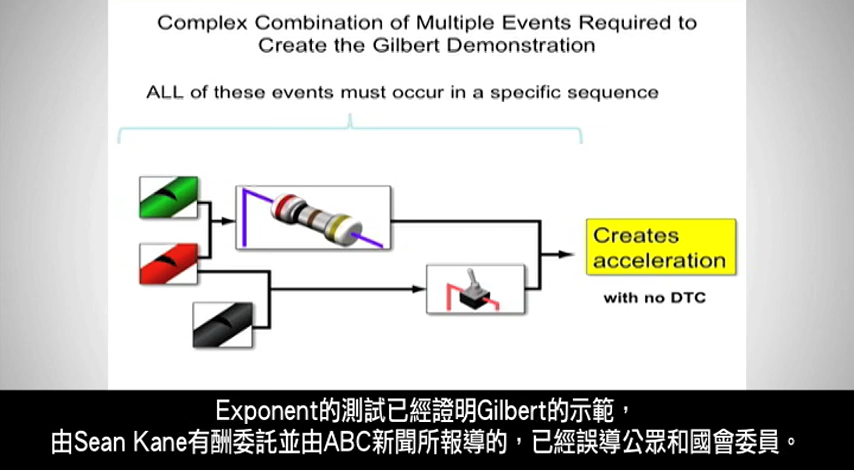 Complex Combination of Multiple Events Required to
Create the Gilbert Demonstration
ALL of these events must occur in a specific sequence
Creates
acceleration
with no DTC
Exponent的測試已經證明Gilbert的示範，
由Sean Kane有酬委託並由ABC新聞所報導的，已經誤導公眾和國會委員。